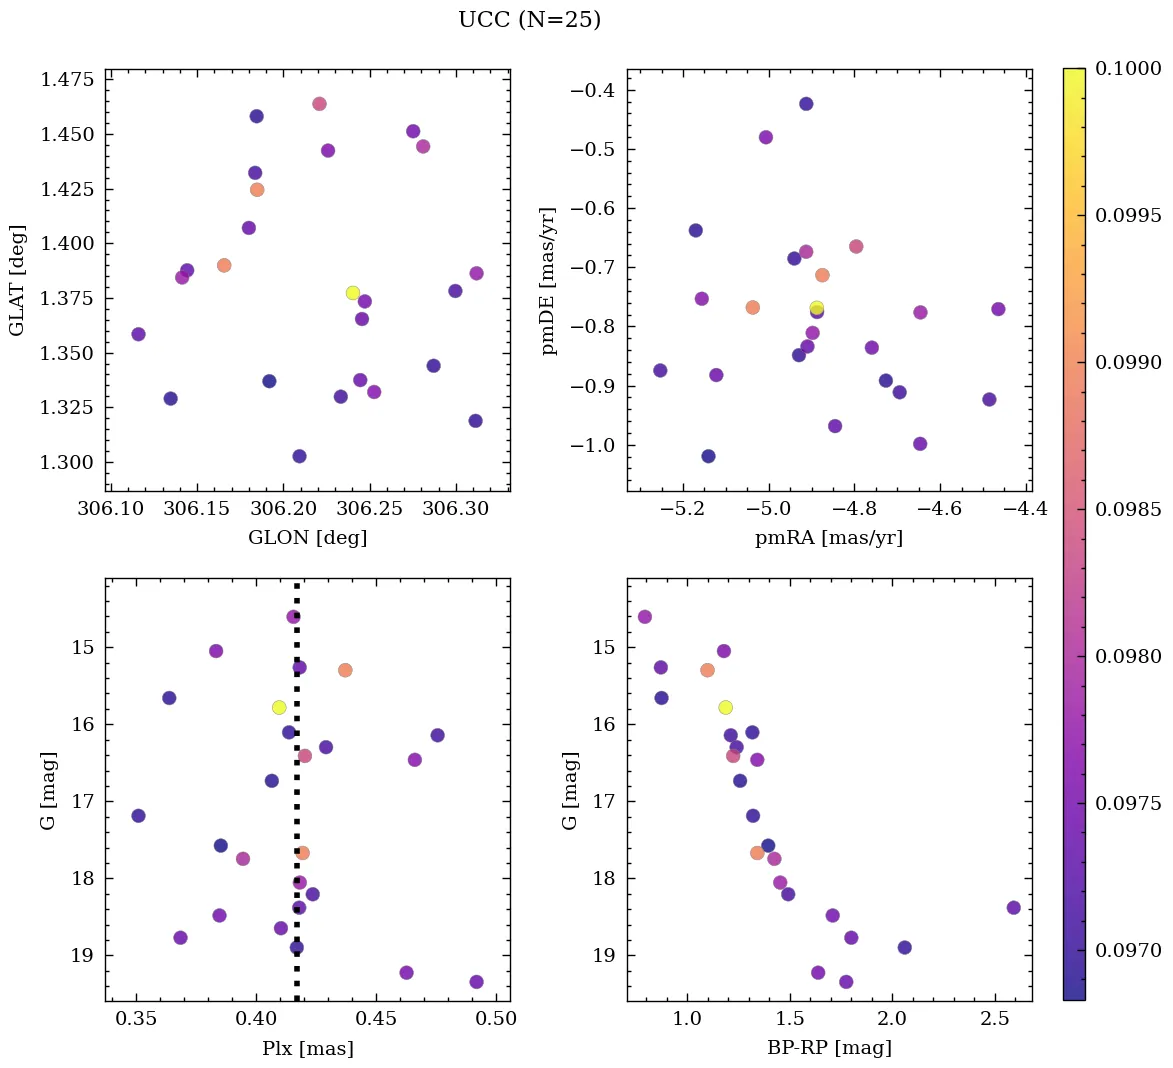 UCC (N=25)
1.475
1.450
1.425
1.400
1.375
1.350
1.325
1.300
GLAT [deg]
306.10 306.15 306.20 306.25 306.30
GLON [deg]
−0.4
−0.5
−0.6
−0.7
−0.8
−0.9
−1.0
pmDE [mas/yr]
−5.2 −5.0 −4.8 −4.6 −4.4
pmRA [mas/yr]
15
16
17
18
19
G [mag]
0.35 0.40 0.45 0.50
Plx [mas]
15
16
17
18
19
G [mag]
1.0 1.5 2.0 2.5
BP-RP [mag]
0.1000
0.0995
0.0990
0.0985
0.0980
0.0975
0.0970